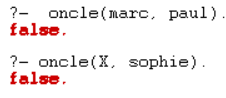 ?- oncle(marc, paul).
false.
?- oncle(X, sophie).
false.